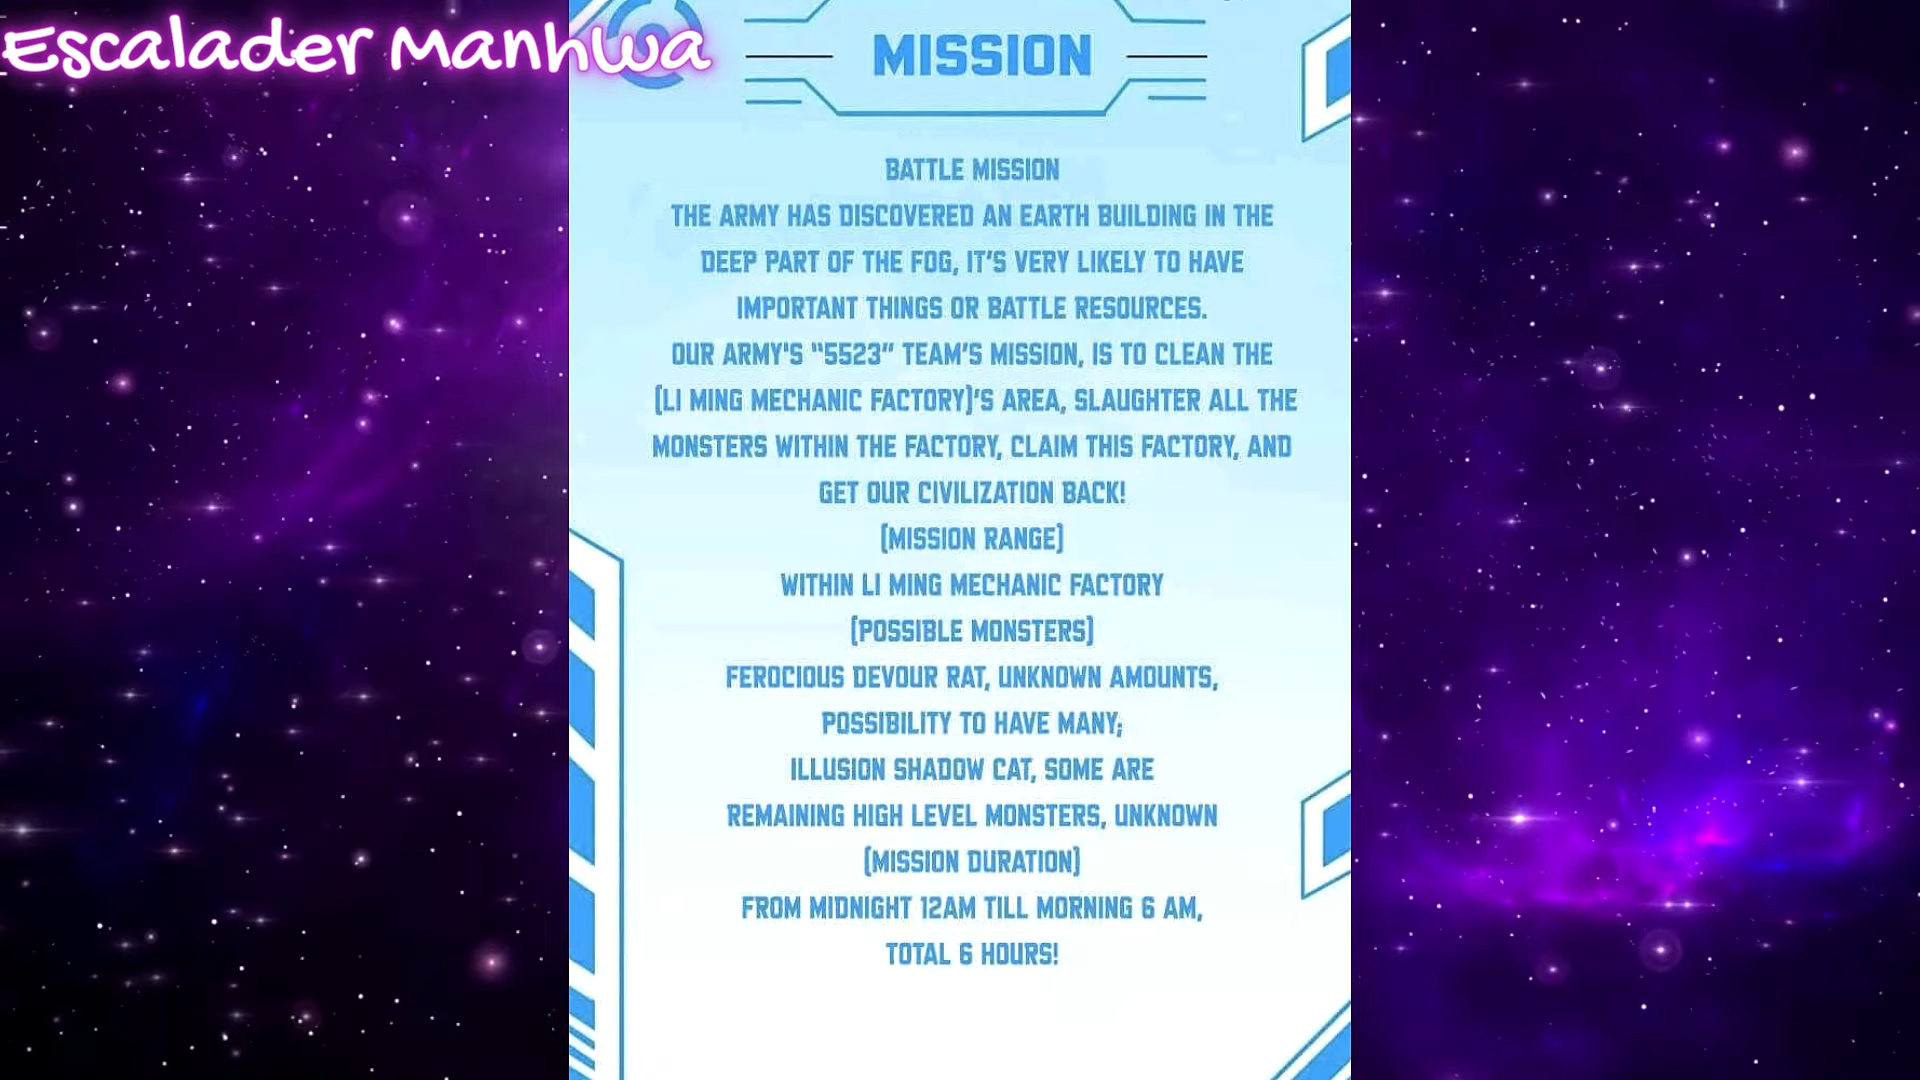 Escalader Manhwa
MISSION
BATTLE MISSION
THE ARMY HAS DISCOVERED AN EARTH BUILDING IN THE
DEEP PART OF THE FOG, IT'S VERY LIKELY TO HAVE
IMPORTANT THINGS OR BATTLE RESOURCES.
OUR ARMY'S "5523" TEAM'S MISSION, IS TO CLEAN THE
[LI MING MECHANIC FACTORY]'S AREA, SLAUGHTER ALL THE
MONSTERS WITHIN THE FACTORY, CLAIM THIS FACTORY, AND
GET OUR CIVILIZATION BACK!
[MISSION RANGE]
WITHIN LI MING MECHANIC FACTORY
[POSSIBLE MONSTERS]
FEROCIOUS DEVOUR RAT, UNKNOWN AMOUNTS,
POSSIBILITY TO HAVE MANY;
ILLUSION SHADOW CAT, SOME ARE
REMAINING HIGH LEVEL MONSTERS, UNKNOWN
[MISSION DURATION]
FROM MIDNIGHT 12AM TILL MORNING 6 AM,
TOTAL 6 HOURS!